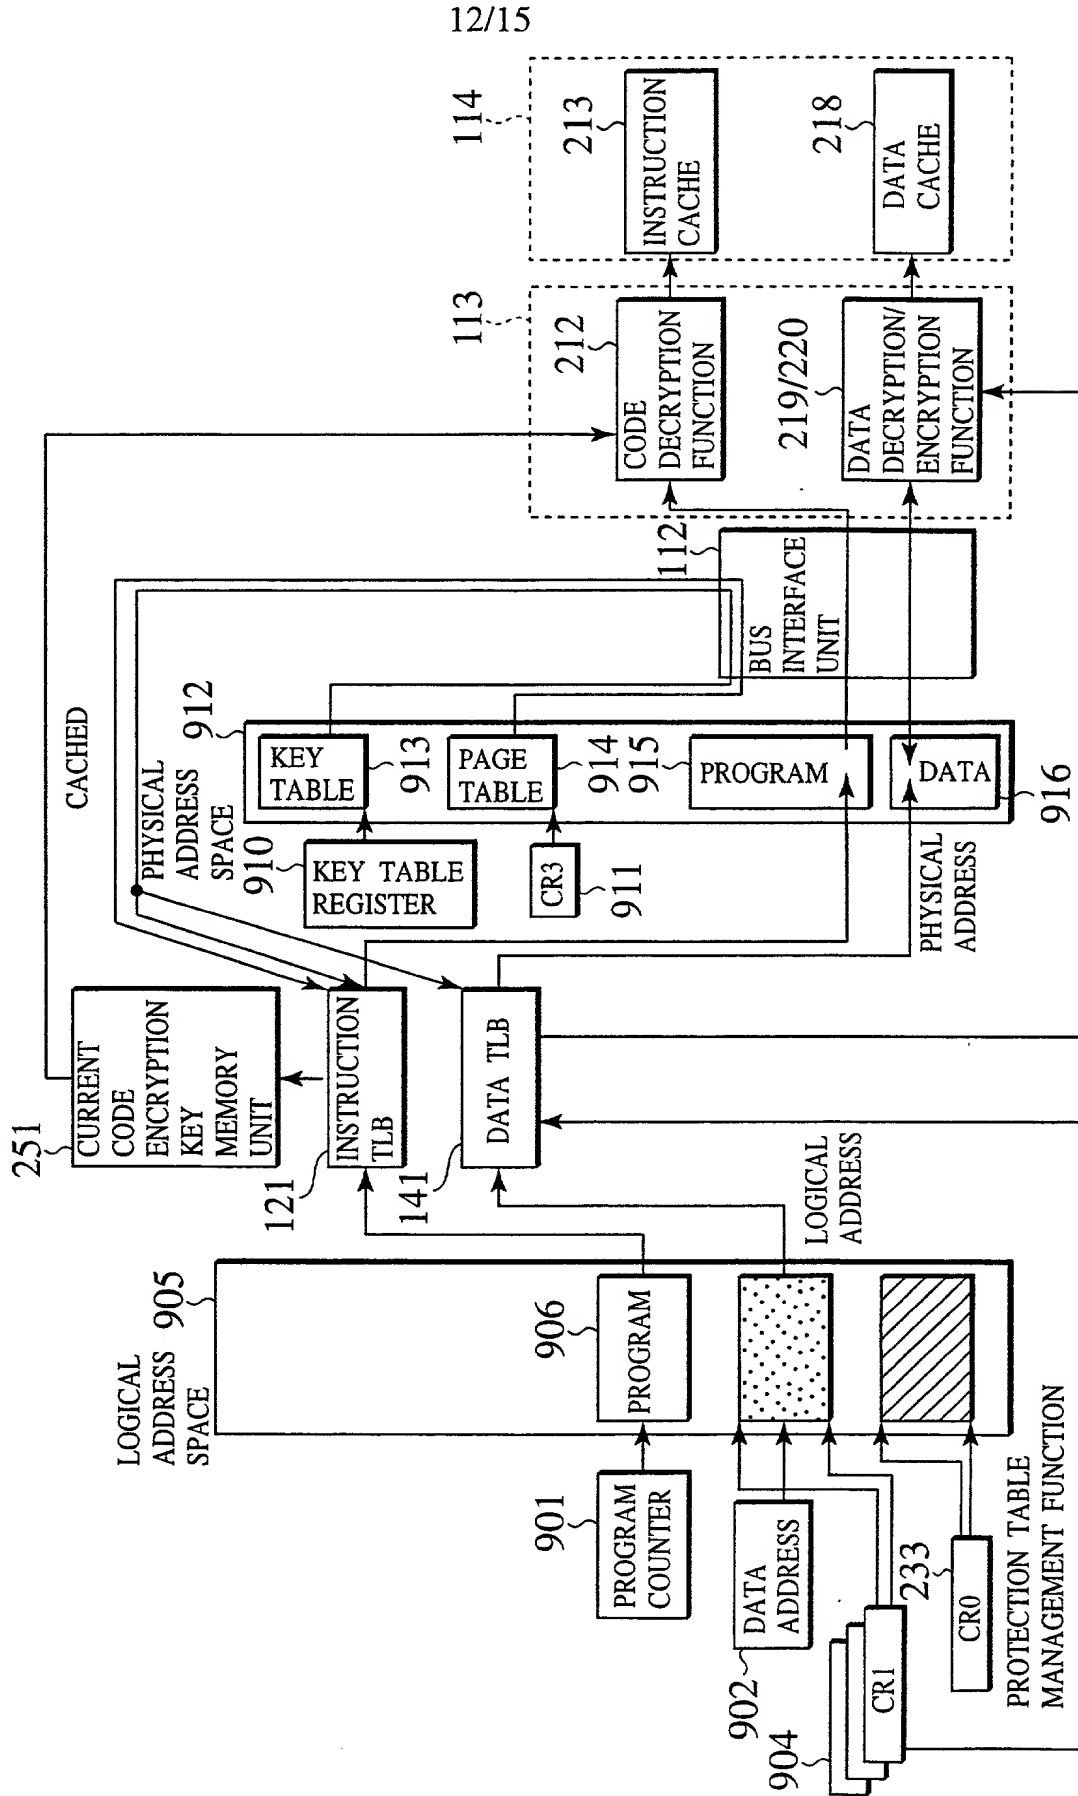 12/15
LOGICAL
ADDRESS
SPACE
905
901
PROGRAM
COUNTER
906
PROGRAM
902
DATA
ADDRESS
904
CR1
233
CR0
PROTECTION TABLE
MANAGEMENT FUNCTION
LOGICAL
ADDRESS
251
CURRENT
CODE
ENCRYPTION
KEY
MEMORY
UNIT
121
INSTRUCTION
TLB
141
DATA TLB
CACHED
PHYSICAL
ADDRESS
SPACE
912
910
KEY TABLE
REGISTER
KEY
TABLE
913
CR3
911
PAGE
TABLE
914
915
PROGRAM
DATA
916
PHYSICAL
ADDRESS
112
BUS
INTERFACE
UNIT
113
212
CODE
DECRYPTION
FUNCTION
219/220
DATA
DECRYPTION/
ENCRYPTION
FUNCTION
114
213
INSTRUCTION
CACHE
218
DATA
CACHE